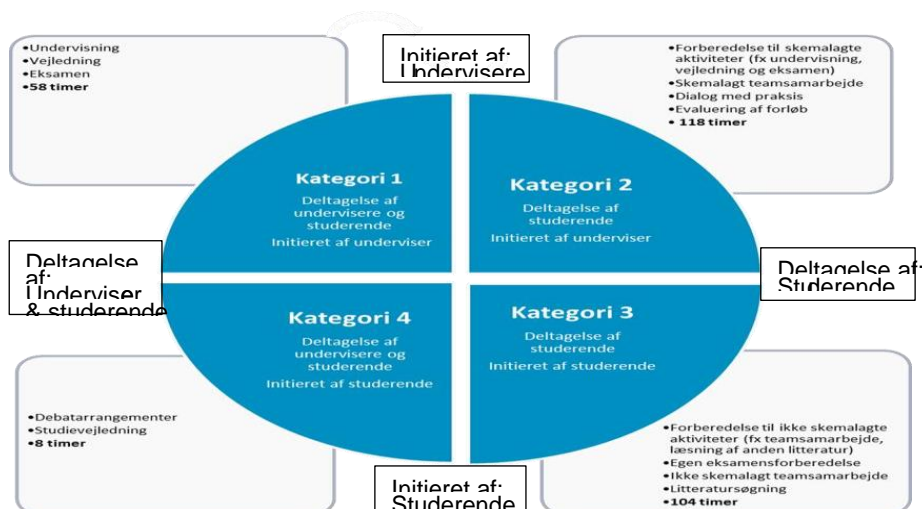 •Undervisning
•Vejledning
•Eksamen
•58 timer
Initieret af:
Undervisere
•Forberedelse til skemalagte
aktiviteter (fx undervisning,
vejledning og eksamen)
•Skemalagt teamsamarbejde
•Dialog med praksis
•Evaluering af forløb
• 118 timer
Kategori 1
Deltagelse af
undervisere og
studerende
Initieret af underviser
Kategori 2
Deltagelse af
studerende
Initieret af underviser
Deltagelse
af:
Underviser
& studerende
Deltagelse af:
Studerende
Kategori 4
Deltagelse af
undervisere og
studerende
Initieret af studerende
Kategori 3
Deltagelse af
studerende
Initieret af studerende
•Debatarrangementer
•Studievejledning
•8 timer
Initieret af:
Studerende
•Forberedelse til ikke skemalagte
aktiviteter (fx teamsamarbejde,
læsning af anden litteratur)
•Egen eksamensforberedelse
•Ikke skemalagt teamsamarbejde
•Litteratursøgning
•104 timer